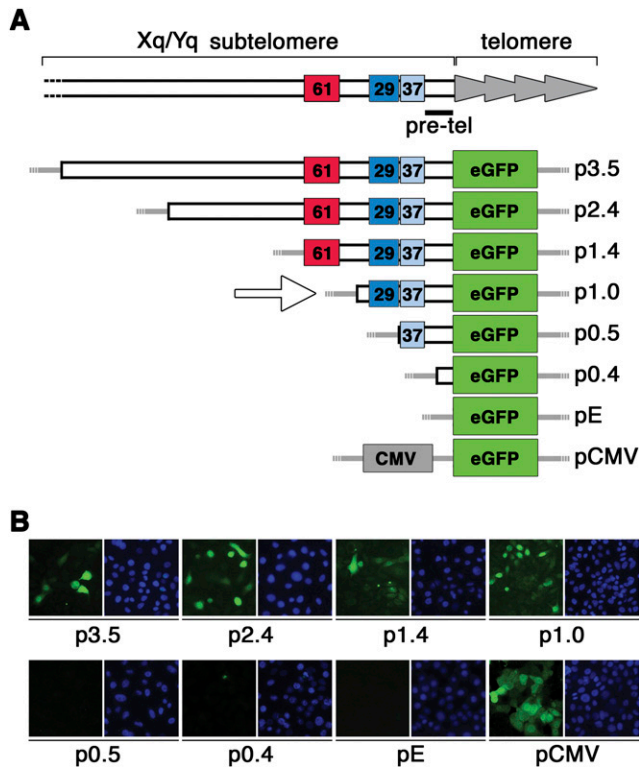 A
Xq/Yq subtelomere telomere
61 29 37
pre-tel
61 29 37 eGFP p3.5
61 29 37 eGFP p2.4
61 29 37 eGFP p1.4
29 37 eGFP p1.0
37 eGFP p0.5
eGFP p0.4
eGFP pE
CMV eGFP pCMV
B
p3.5 p2.4 p1.4 p1.0
p0.5 p0.4 pE pCMV